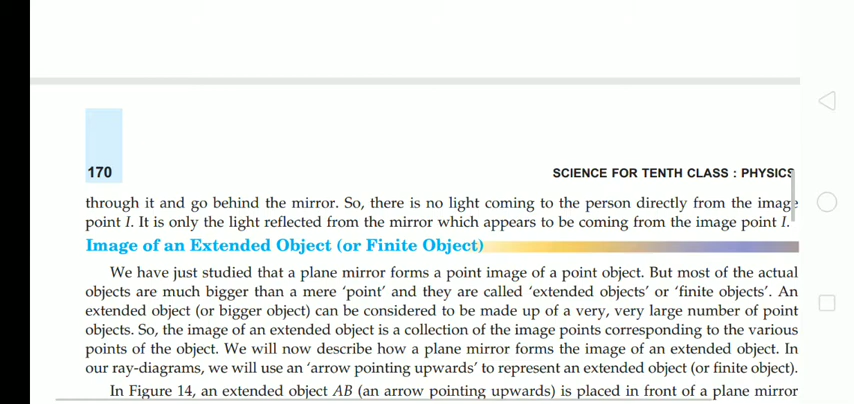 170
SCIENCE FOR TENTH CLASS : PHYSICS
through it and go behind the mirror. So, there is no light coming to the person directly from the image
point I. It is only the light reflected from the mirror which appears to be coming from the image point I.
Image of an Extended Object (or Finite Object)
We have just studied that a plane mirror forms a point image of a point object. But most of the actual
objects are much bigger than a mere ‘point’ and they are called ‘extended objects’ or ‘finite objects’. An
extended object (or bigger object) can be considered to be made up of a very, very large number of point
objects. So, the image of an extended object is a collection of the image points corresponding to the various
points of the object. We will now describe how a plane mirror forms the image of an extended object. In
our ray-diagrams, we will use an ‘arrow pointing upwards’ to represent an extended object (or finite object).
In Figure 14, an extended object AB (an arrow pointing upwards) is placed in front of a plane mirror